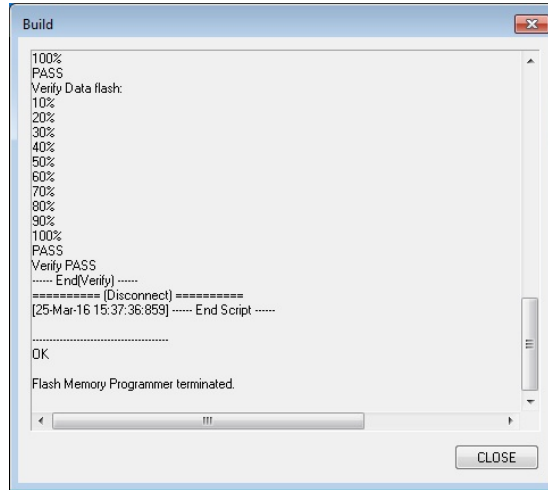 Build
100%
PASS
Verify Data flash:
10%
20%
30%
40%
50%
60%
70%
80%
90%
100%
PASS
Verify PASS
------ End(Verify) ------
========== (Disconnect) ==========
[25-Mar-16 15:37:36:859] ------ End Script ------
----------------------------------------
OK
Flash Memory Programmer terminated.
CLOSE